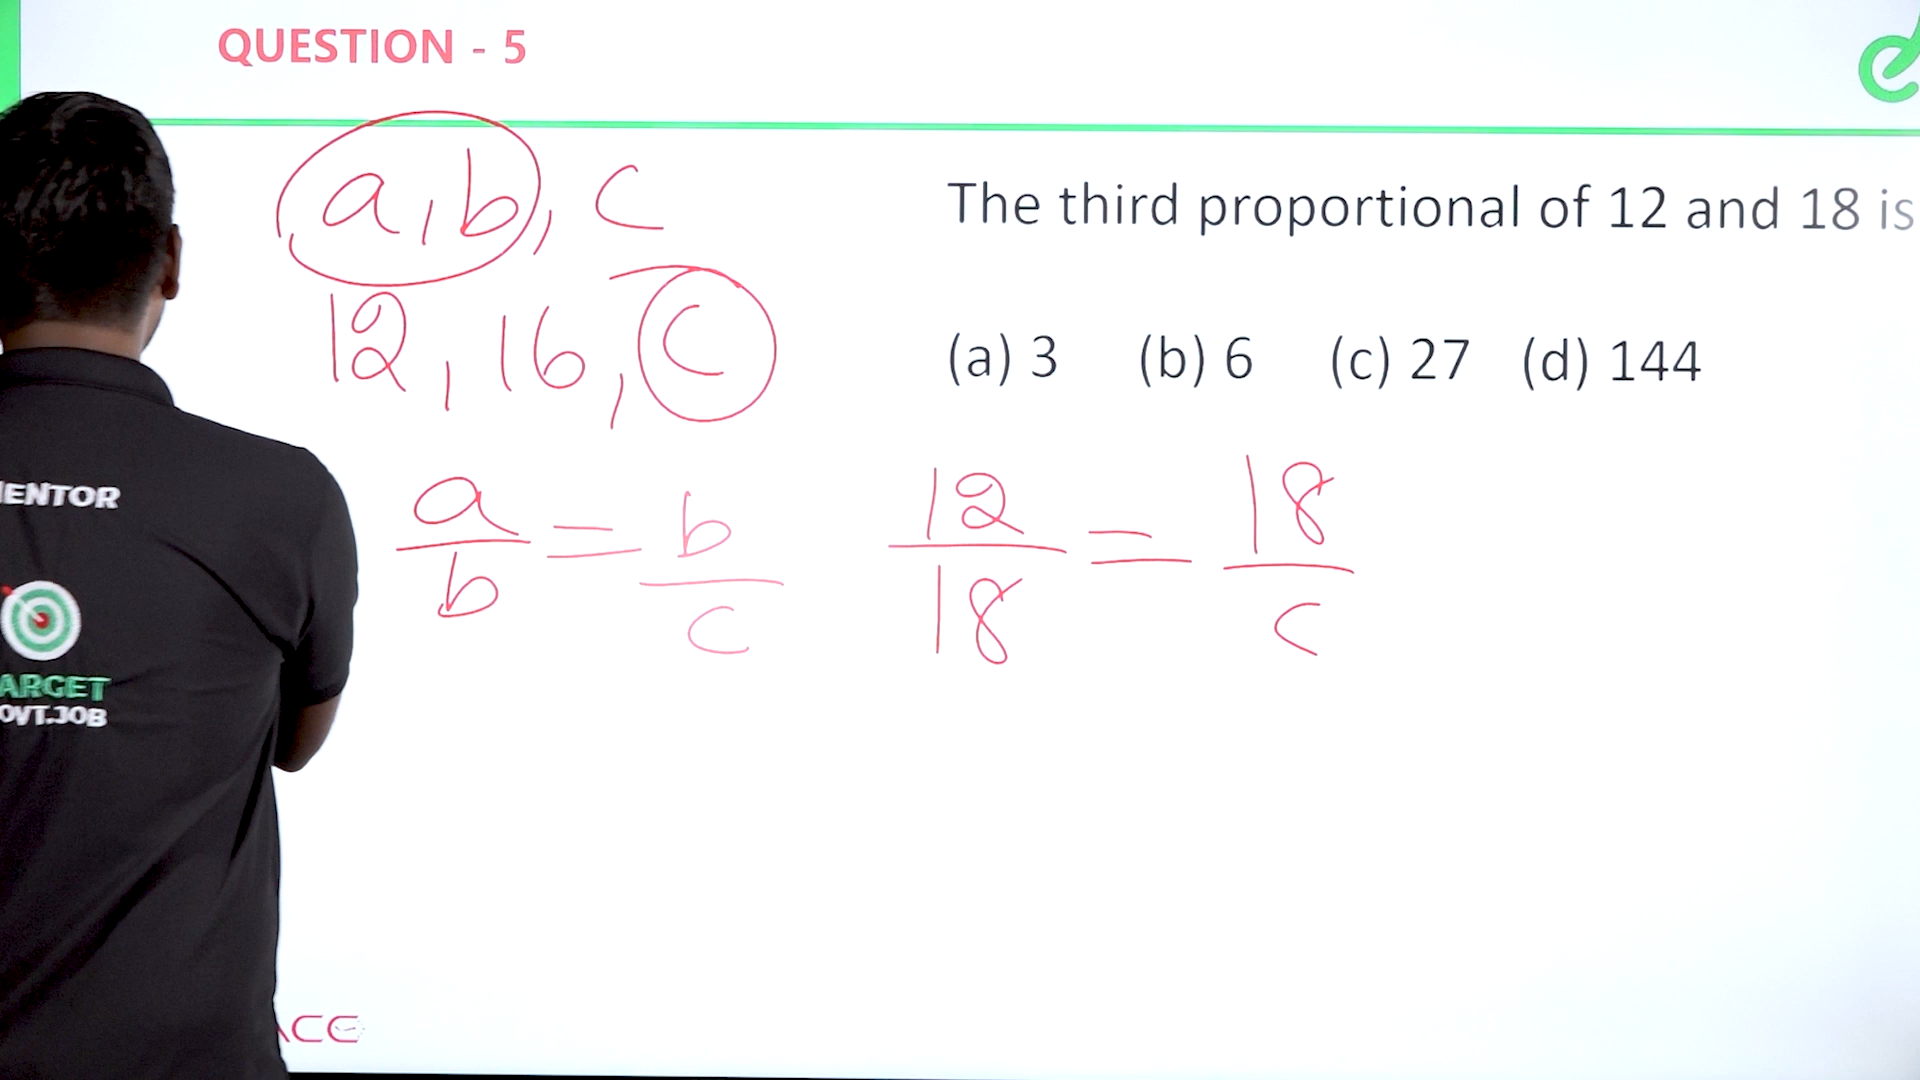 QUESTION - 5
a, b, c
12, 16, c
The third proportional of 12 and 18 is
(a) 3 (b) 6 (c) 27 (d) 144
a/b = b/c
12/18 = 18/c
ENTOR
ARGET
OVT.JOB
ACE